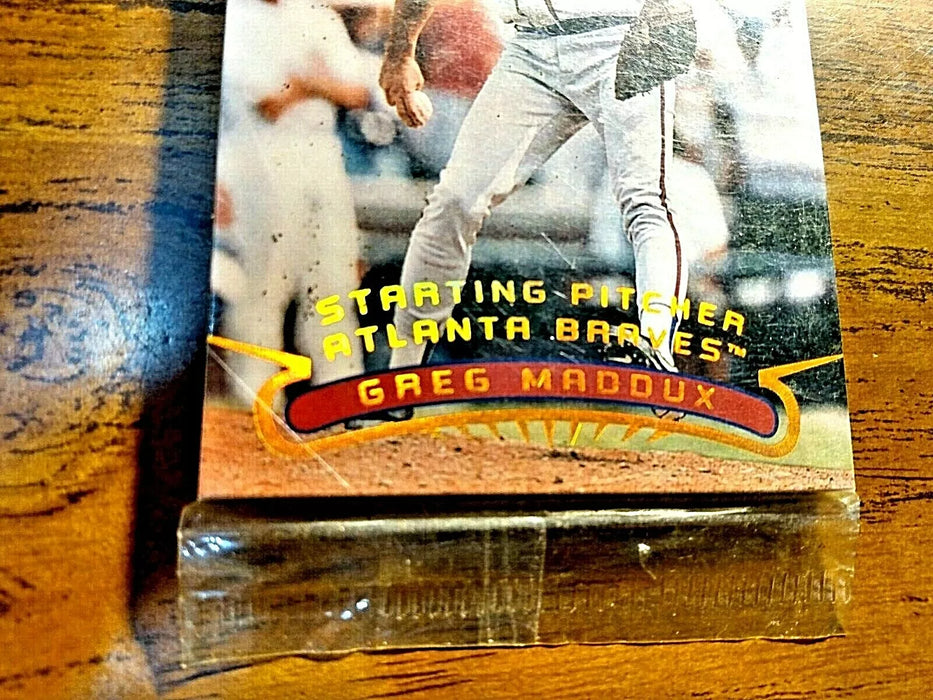 STARTING PITCHER
ATLANTA BRAVES™
GREG MADDUX